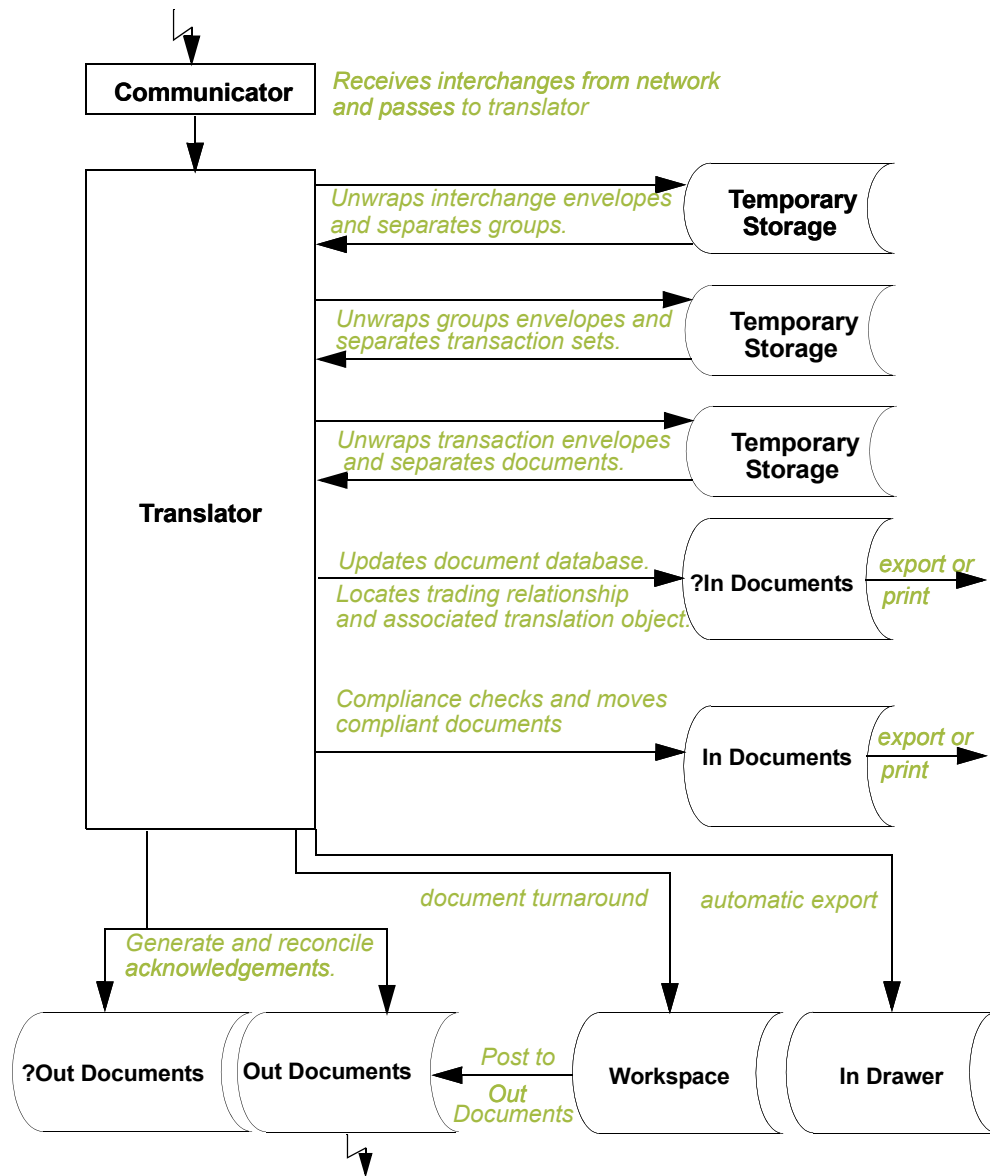 Communicator
Receives interchanges from network
and passes to translator
Unwraps interchange envelopes
and separates groups.
Temporary
Storage
Unwraps groups envelopes and
separates transaction sets.
Temporary
Storage
Unwraps transaction envelopes
and separates documents.
Temporary
Storage
Translator
Updates document database.
Locates trading relationship
and associated translation object.
?In Documents
export or
print
Compliance checks and moves
compliant documents
In Documents
export or
print
document turnaround
automatic export
Generate and reconcile
acknowledgements.
?Out Documents
Out Documents
Post to
Out
Documents
Workspace
In Drawer